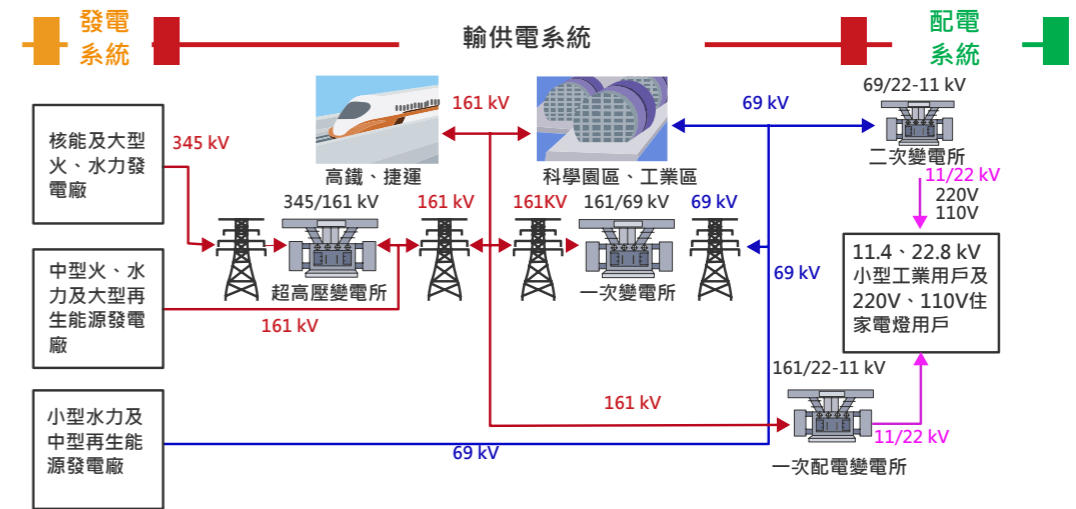 發電
系統
輸供電系統
配電
系統
核能及大型
火、水力發
電廠
345 kV
161 kV
高鐵、捷運
科學園區、工業區
69 kV
69/22-11 kV
二次變電所
11/22 kV
220V
110V
345/161 kV
超高壓變電所
161 kV
161KV
161/69 kV
一次變電所
69 kV
69 kV
中型火、水
力及大型再
生能源發電
廠
161 kV
11.4、22.8 kV
小型工業用戶及
220V、110V住
家電燈用戶
小型水力及
中型再生能
源發電廠
69 kV
161 kV
161/22-11 kV
11/22 kV
一次配電變電所